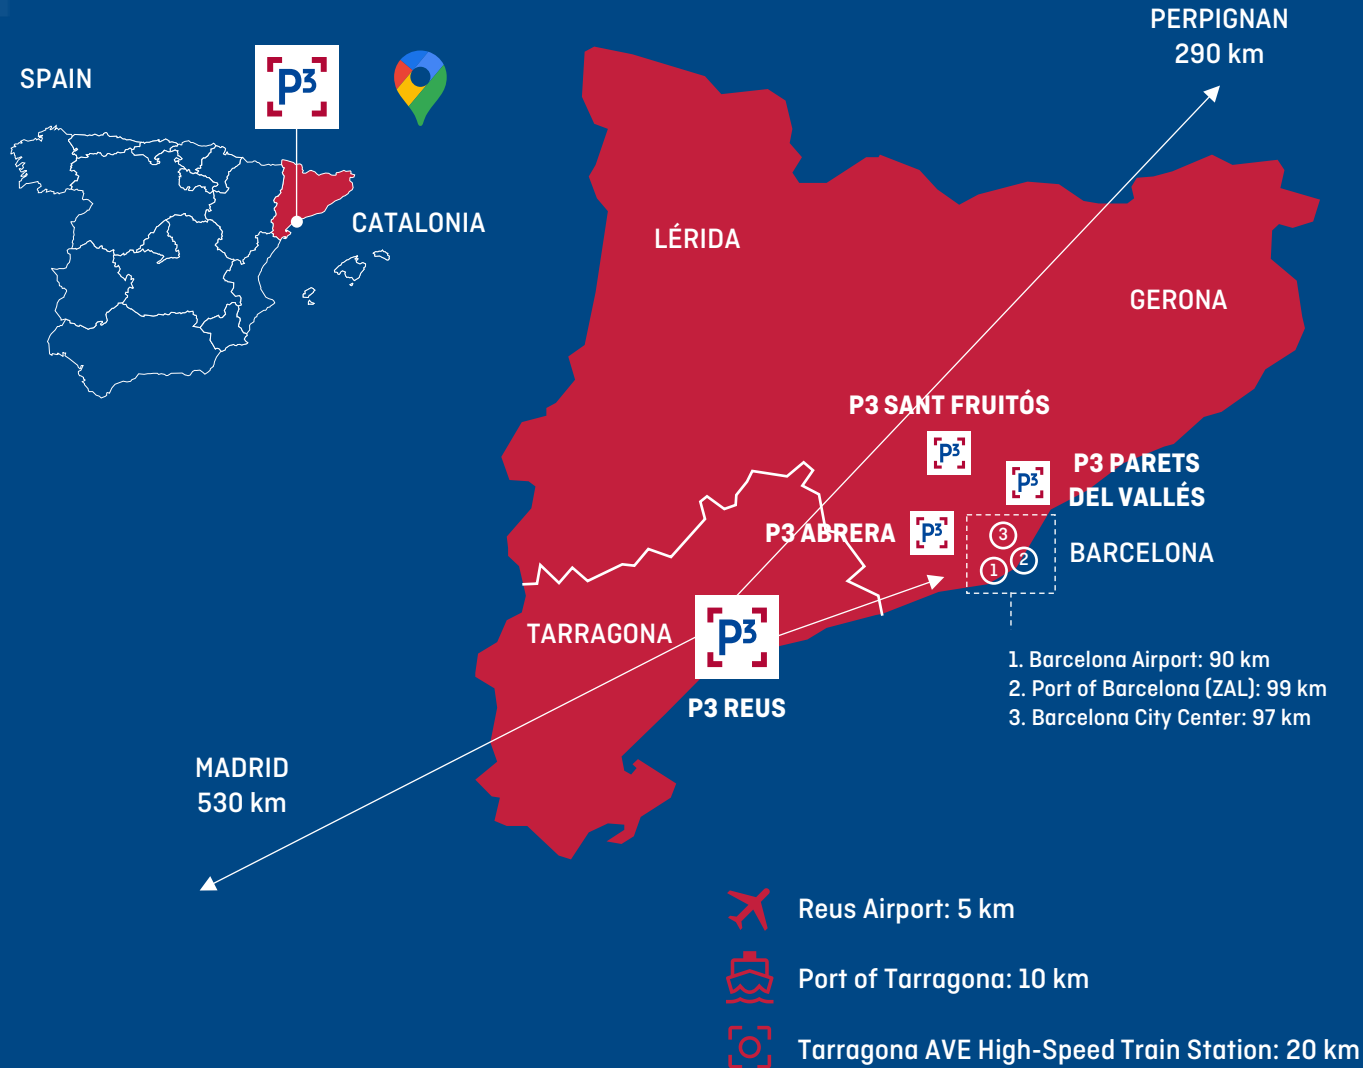 SPAIN
P3
CATALONIA
PERPIGNAN
290 km
LÉRIDA
GERONA
P3 SANT FRUITÓS
P3
P3 PARETS
DEL VALLÉS
P3
P3 ABRERA
P3
3
2
1
BARCELONA
TARRAGONA
P3
P3 REUS
1. Barcelona Airport: 90 km
2. Port of Barcelona (ZAL): 99 km
3. Barcelona City Center: 97 km
MADRID
530 km
Reus Airport: 5 km
Port of Tarragona: 10 km
Tarragona AVE High-Speed Train Station: 20 km